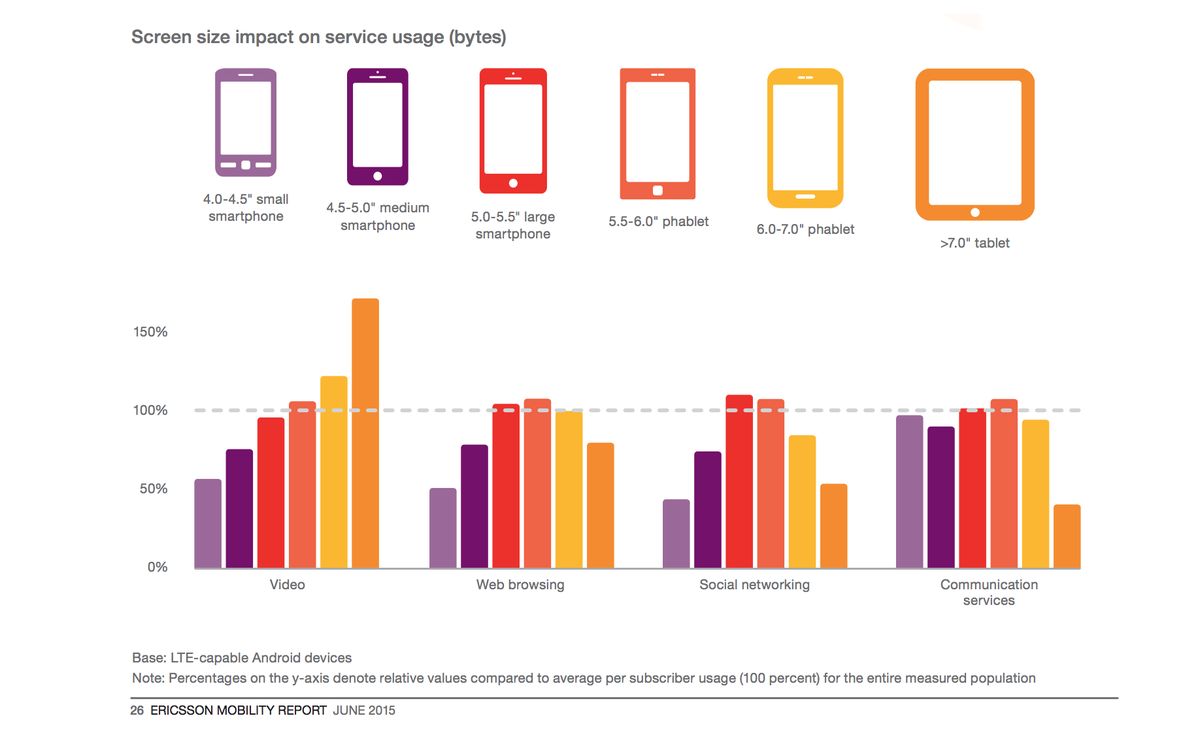 Screen size impact on service usage (bytes)
4.0-4.5" small
smartphone
4.5-5.0" medium
smartphone
5.0-5.5" large
smartphone
5.5-6.0" phablet
6.0-7.0" phablet
>7.0" tablet
150%
100%
50%
0%
Video
Web browsing
Social networking
Communication
services
Base: LTE-capable Android devices
Note: Percentages on the y-axis denote relative values compared to average per subscriber usage (100 percent) for the entire measured population
26 ERICSSON MOBILITY REPORT JUNE 2015